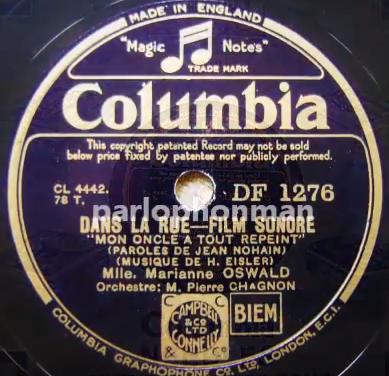 MADE IN ENGLAND
"Magic Notes"
TRADE MARK
Columbia
This copyright patented Record may not be sold
below price fixed by patentee nor publicly performed.
CL 4442.
78 T.
DF 1276
parlophonman
DANS LA RUE—FILM SONORE
"MON ONCLE A TOUT REPEINT"
(PAROLES DE JEAN NOHAIN)
(MUSIQUE DE H. EISLER)
Mlle. Marianne OSWALD
Orchestre: M. Pierre CHAGNON
C C
CAMPBELL
& CO
LTD
CONNELLY
C & C
BIEM
COLUMBIA GRAPHOPHONE CO. LTD, LONDON, E.C.1.